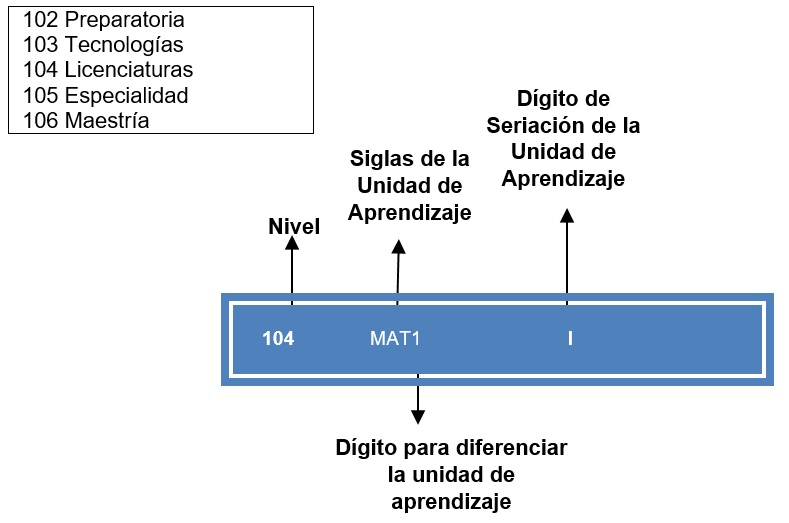 102 Preparatoria
103 Tecnologías
104 Licenciaturas
105 Especialidad
106 Maestría
Dígito de
Seriación de la
Unidad de
Aprendizaje
Siglas de la
Unidad de
Aprendizaje
Nivel
104 MAT1 I
Dígito para diferenciar
la unidad de
aprendizaje